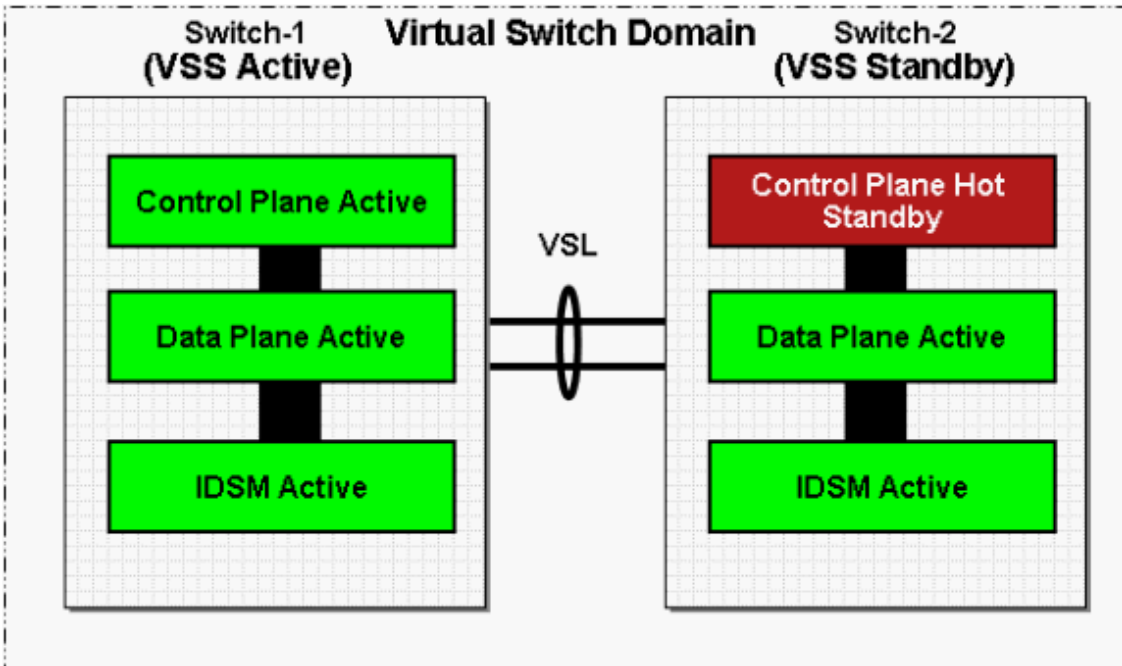 Virtual Switch Domain
Switch-1
(VSS Active)
Control Plane Active
Data Plane Active
IDSM Active
VSL
Switch-2
(VSS Standby)
Control Plane Hot
Standby
Data Plane Active
IDSM Active